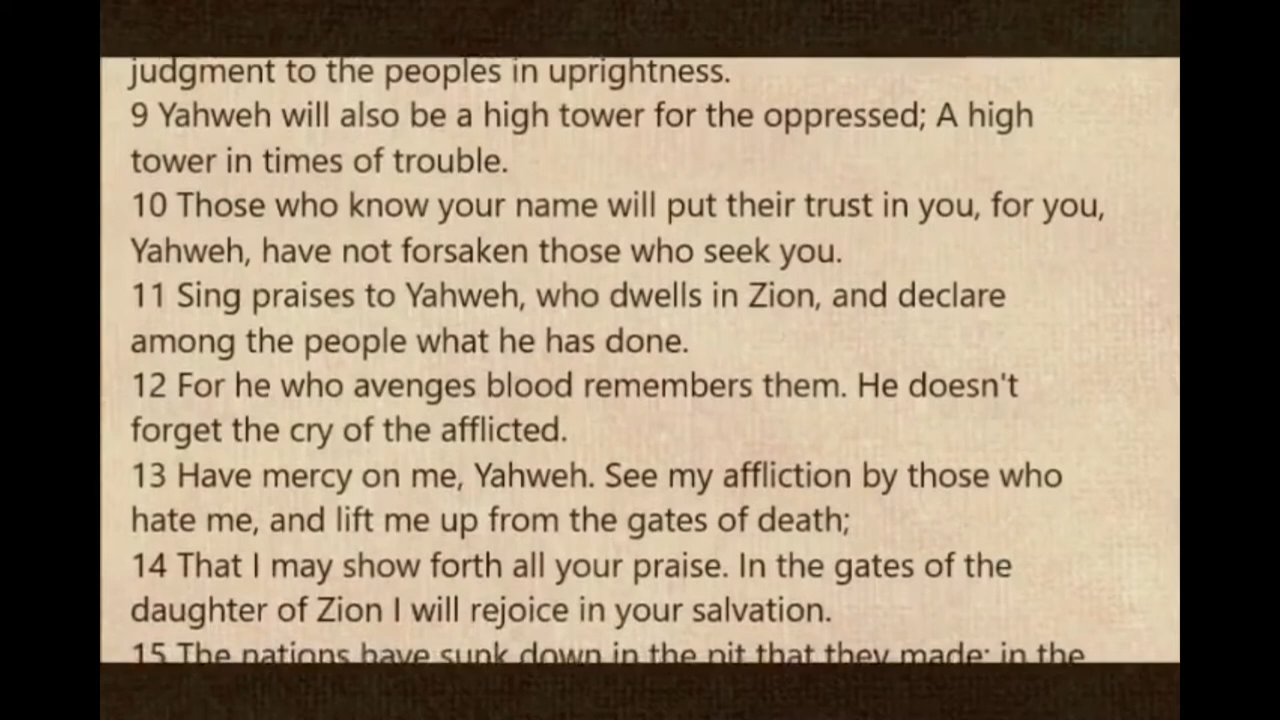 judgment to the peoples in uprightness.
9 Yahweh will also be a high tower for the oppressed; A high
tower in times of trouble.
10 Those who know your name will put their trust in you, for you,
Yahweh, have not forsaken those who seek you.
11 Sing praises to Yahweh, who dwells in Zion, and declare
among the people what he has done.
12 For he who avenges blood remembers them. He doesn't
forget the cry of the afflicted.
13 Have mercy on me, Yahweh. See my affliction by those who
hate me, and lift me up from the gates of death;
14 That I may show forth all your praise. In the gates of the
daughter of Zion I will rejoice in your salvation.
15 The nations have sunk down in the pit that they made; in the